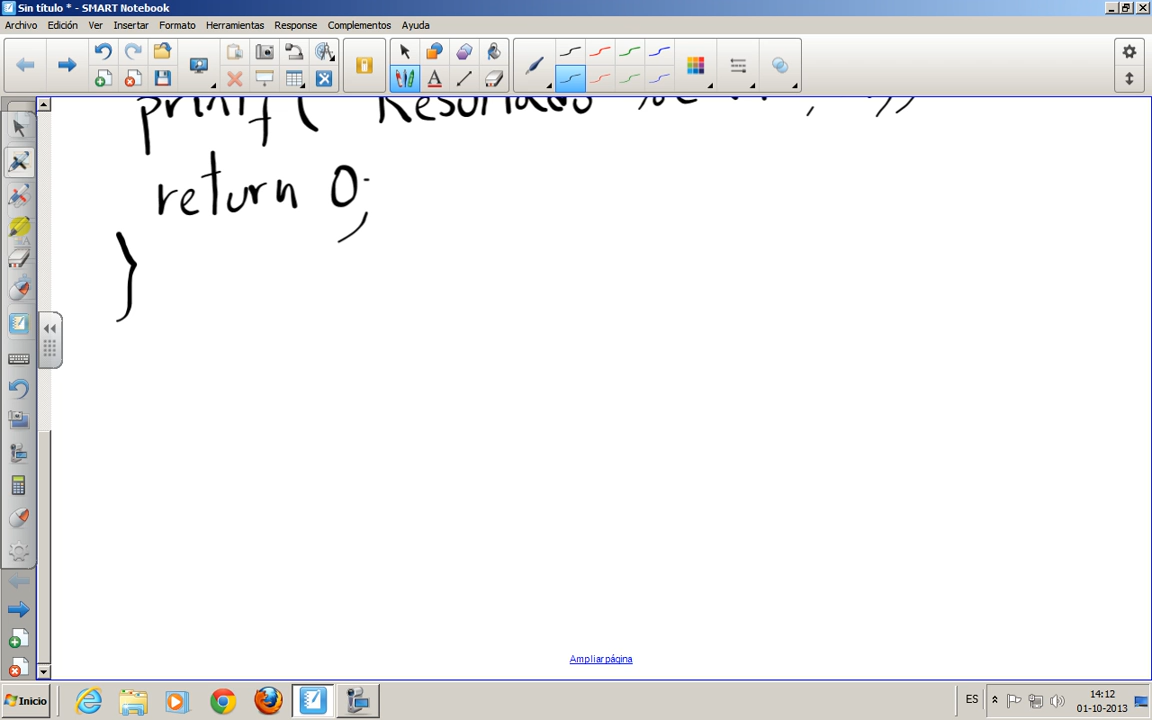 Sin título * - SMART Notebook
Archivo Edición Ver Insertar Formato Herramientas Response Complementos Ayuda
printf( " Resultado
return 0;
}
Ampliar página
Inicio
ES
14:12
01-10-2013